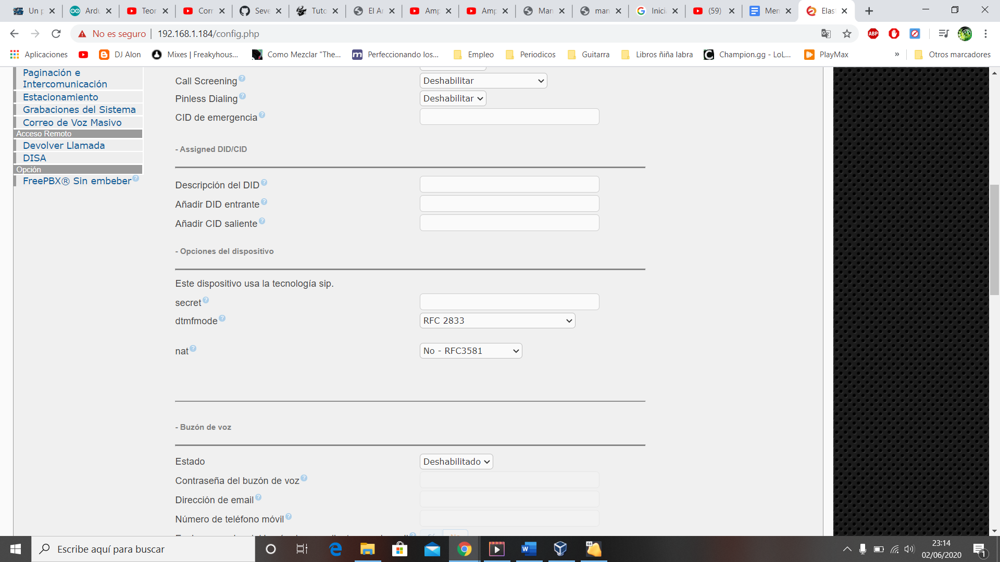 Un p
Ardu
Teor
Corr
Seve
Tuto
El Ar
Amp
Amp
Man
man
Inicia
(59)
Men
Elast
No es seguro
192.168.1.184/config.php
Aplicaciones
DJ Alon
Mixes | Freakyhous...
Como Mezclar "The...
Perfeccionando los...
Empleo
Periodicos
Guitarra
Libros ñiña labra
Champion.gg - LoL...
PlayMax
»
Otros marcadores
Paginación e
Intercomunicación
Estacionamiento
Grabaciones del Sistema
Correo de Voz Masivo
Acceso Remoto
Devolver Llamada
DISA
Opción
FreePBX® Sin embeber
Call Screening
Deshabilitar
Pinless Dialing
Deshabilitar
CID de emergencia
- Assigned DID/CID
Descripción del DID
Añadir DID entrante
Añadir CID saliente
- Opciones del dispositivo
Este dispositivo usa la tecnología sip.
secret
dtmfmode
RFC 2833
nat
No - RFC3581
- Buzón de voz
Estado
Deshabilitado
Contraseña del buzón de voz
Dirección de email
Número de teléfono móvil
Escribe aquí para buscar
23:14
02/06/2020
1